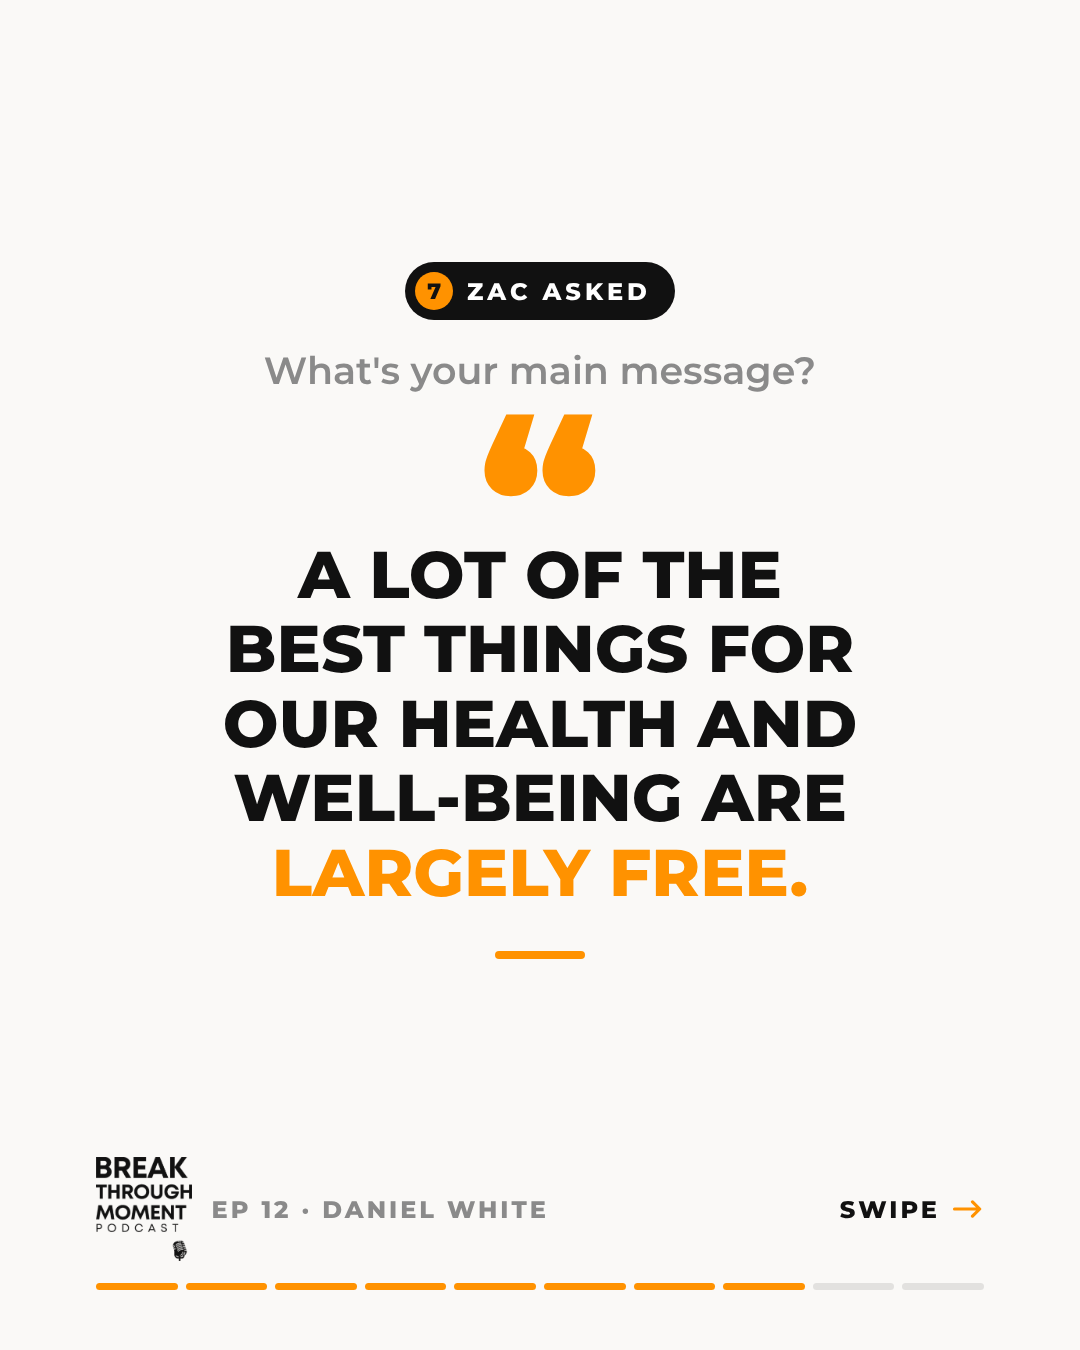 7 ZAC ASKED
What's your main message?
“
A LOT OF THE
BEST THINGS FOR
OUR HEALTH AND
WELL-BEING ARE
LARGELY FREE.
BREAK
THROUGH
MOMENT
PODCAST
EP 12 · DANIEL WHITE
SWIPE →